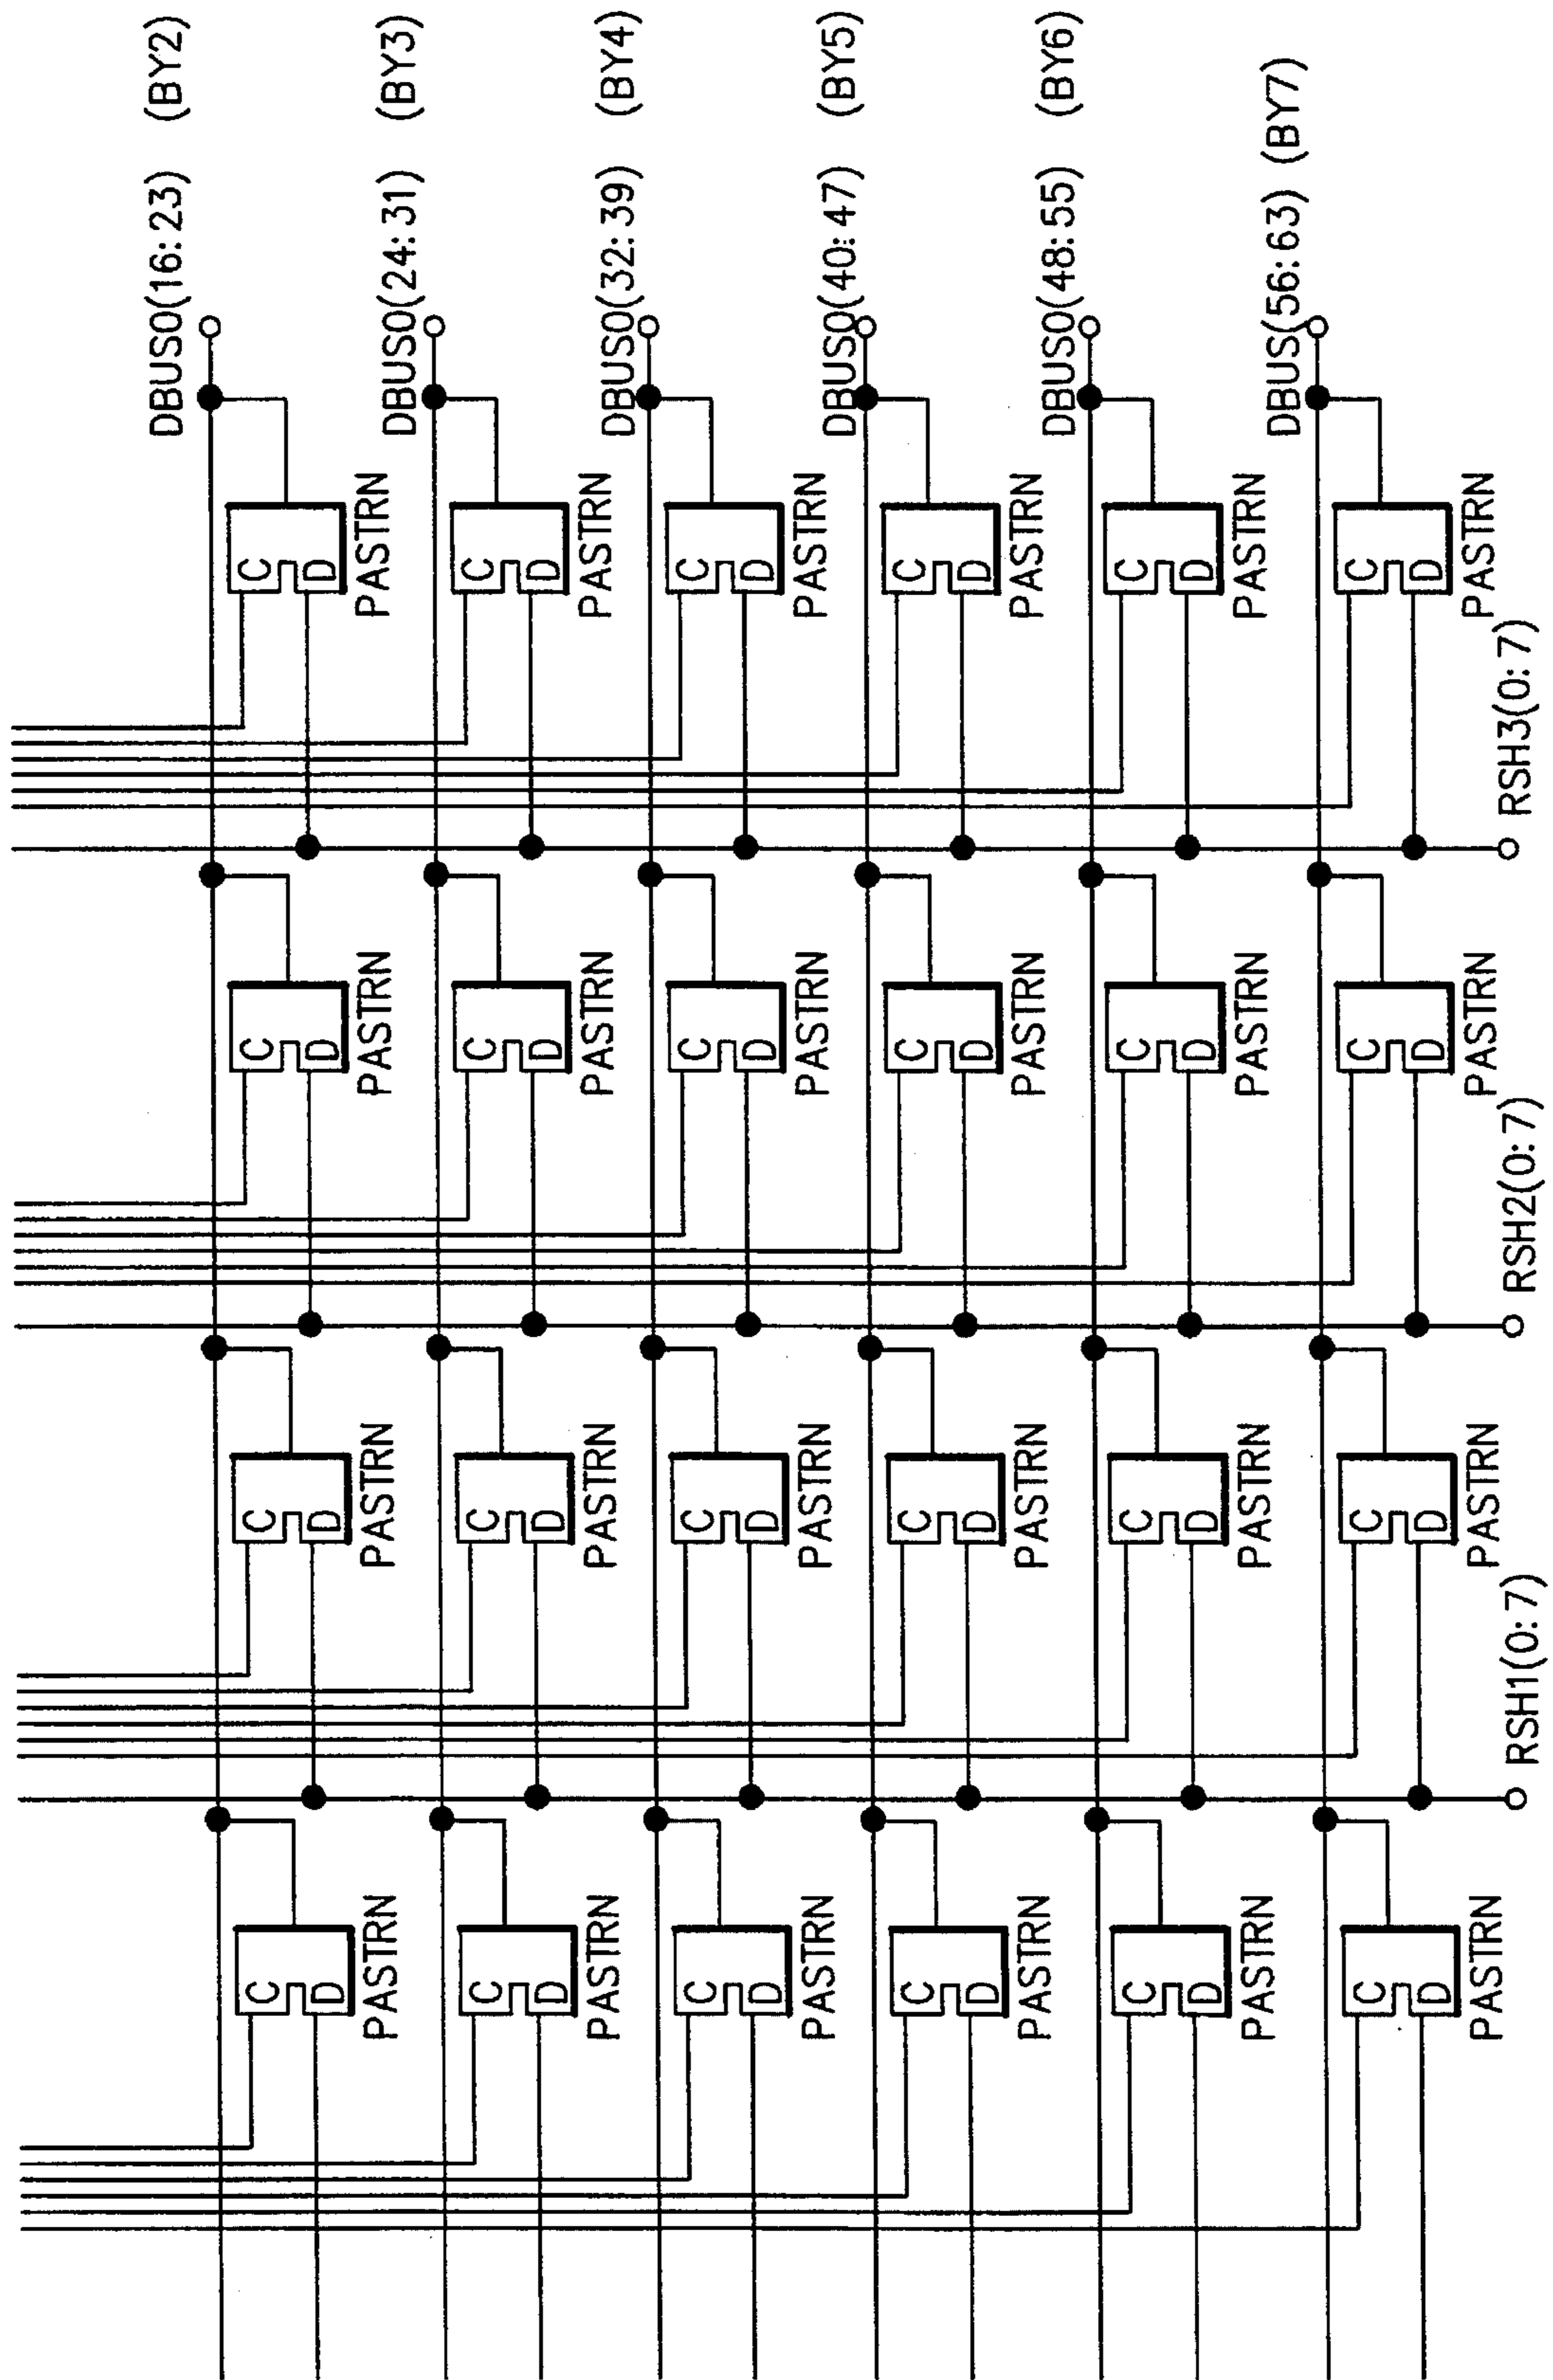 DBUS0(16:23) (BY2)
C C C C
D D D D
PASTRN PASTRN PASTRN PASTRN
DBUS0(24:31) (BY3)
C C C C
D D D D
PASTRN PASTRN PASTRN PASTRN
DBUS0(32:39) (BY4)
C C C C
D D D D
PASTRN PASTRN PASTRN PASTRN
DBUS0(40:47) (BY5)
C C C C
D D D D
PASTRN PASTRN PASTRN PASTRN
DBUS0(48:55) (BY6)
C C C C
D D D D
PASTRN PASTRN PASTRN PASTRN
DBUS(56:63) (BY7)
C C C C
D D D D
PASTRN PASTRN PASTRN PASTRN
RSH1(0:7) RSH2(0:7) RSH3(0:7)